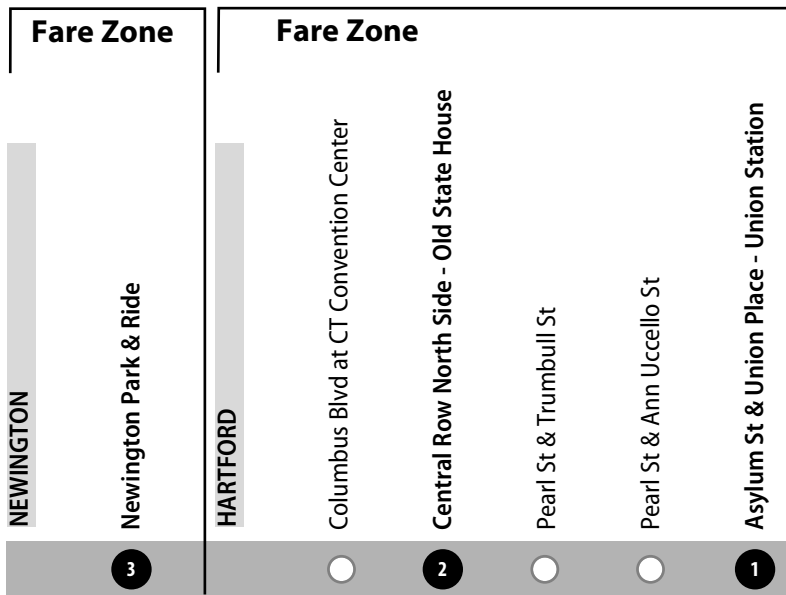 Fare Zone
Fare Zone
NEWINGTON
Newington Park & Ride
HARTFORD
Columbus Blvd at CT Convention Center
Central Row North Side - Old State House
Pearl St & Trumbull St
Pearl St & Ann Uccello St
Asylum St & Union Place - Union Station
3
2
1